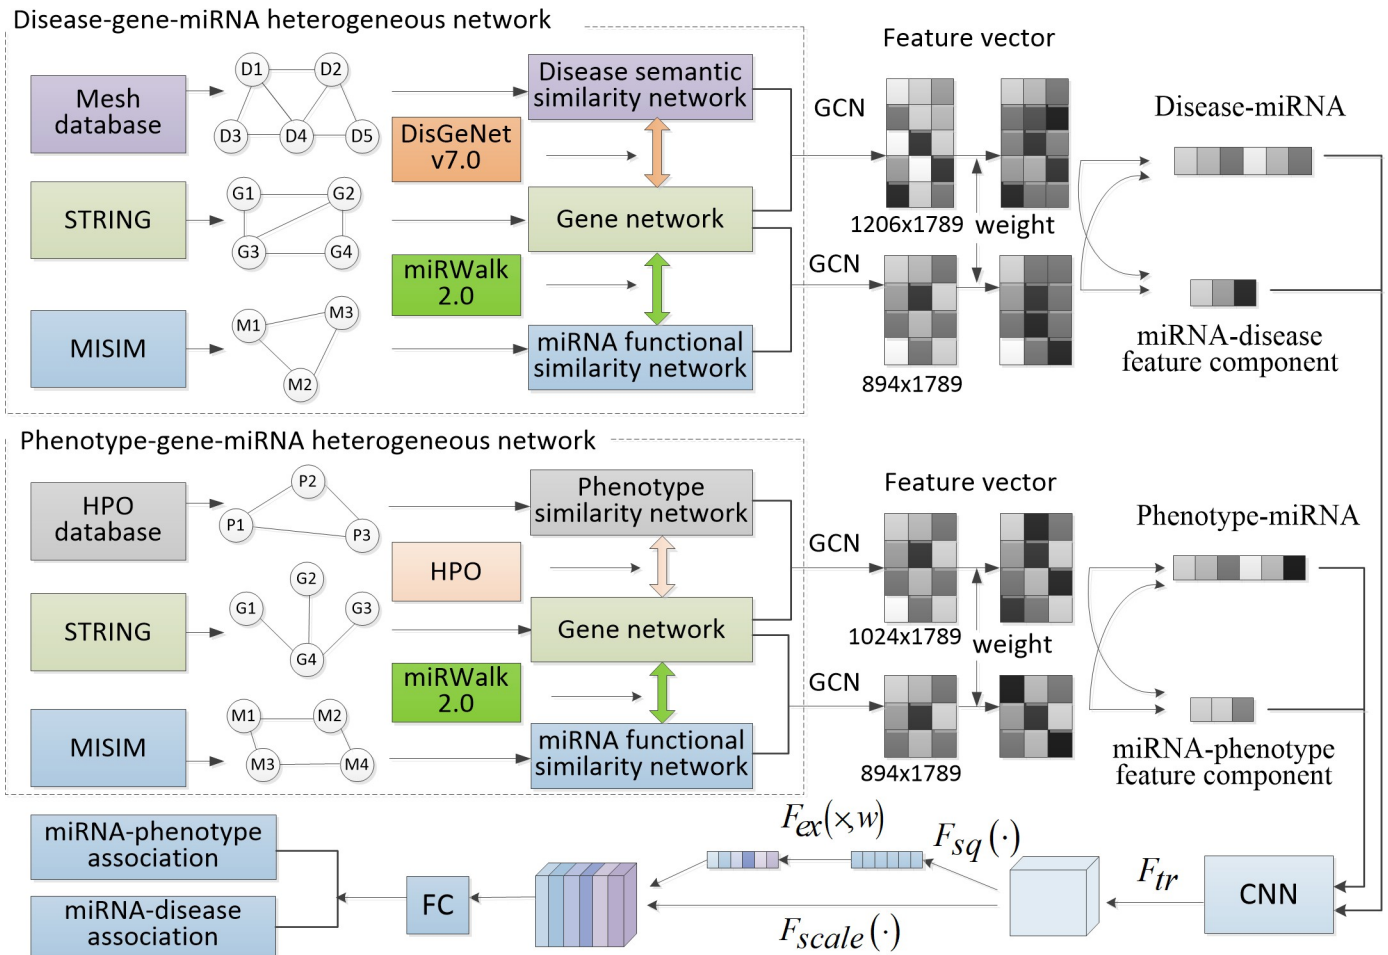 Disease-gene-miRNA heterogeneous network
Mesh
database
D1
D2
D3
D4
D5
Disease semantic
similarity network
DisGeNet
v7.0
STRING
G1
G2
G3
G4
Gene network
miRWalk
2.0
MISIM
M1
M3
M2
miRNA functional
similarity network
Feature vector
GCN
1206x1789
weight
GCN
894x1789
Disease-miRNA
miRNA-disease
feature component
Phenotype-gene-miRNA heterogeneous network
HPO
database
P2
P1
P3
Phenotype
similarity network
HPO
STRING
G2
G1
G3
G4
Gene network
miRWalk
2.0
MISIM
M1
M2
M3
M4
miRNA functional
similarity network
Feature vector
GCN
1024x1789
weight
GCN
894x1789
Phenotype-miRNA
miRNA-phenotype
feature component
miRNA-phenotype
association
miRNA-disease
association
FC
Fex(×,w)
Fsq(·)
Fscale(·)
Ftr
CNN